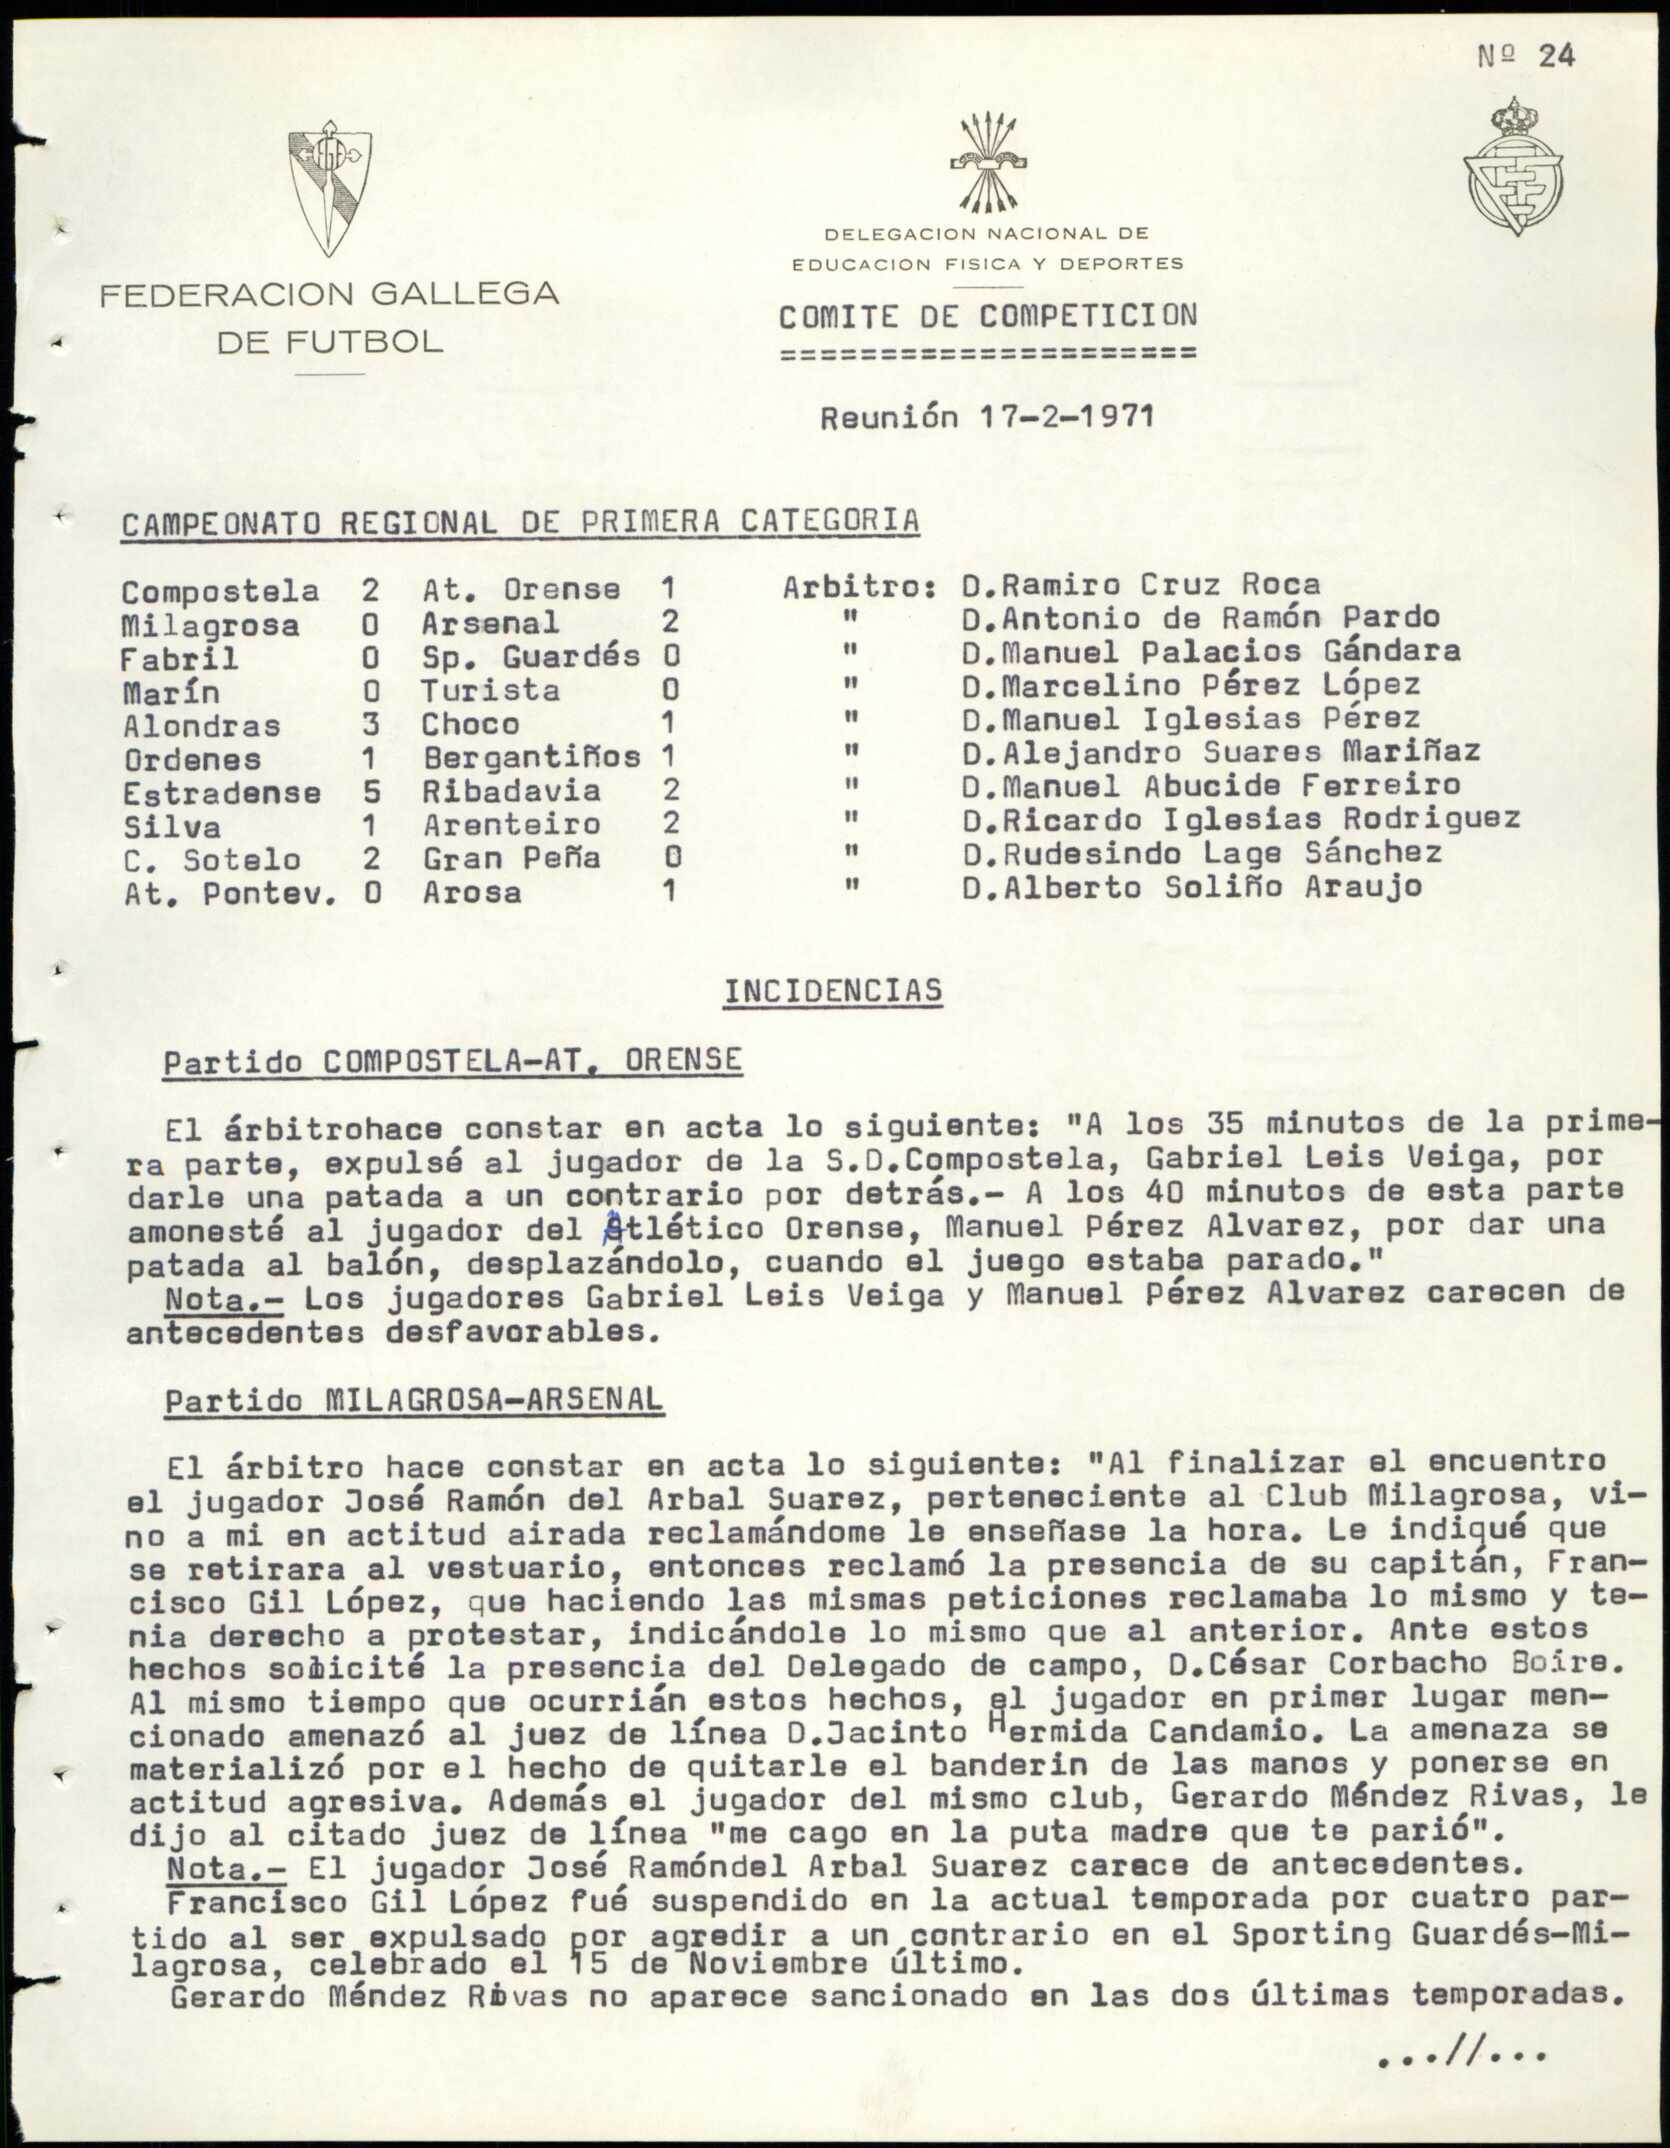 Nº 24
FEDERACION GALLEGA
DE FUTBOL
DELEGACION NACIONAL DE
EDUCACION FISICA Y DEPORTES
COMITE DE COMPETICION
=====================
Reunión 17-2-1971
CAMPEONATO REGIONAL DE PRIMERA CATEGORIA
Compostela 2 At. Orense 1 Arbitro: D.Ramiro Cruz Roca
Milagrosa 0 Arsenal 2 " D.Antonio de Ramón Pardo
Fabril 0 Sp. Guardés 0 " D.Manuel Palacios Gándara
Marín 0 Turista 0 " D.Marcelino Pérez López
Alondras 3 Choco 1 " D.Manuel Iglesias Pérez
Ordenes 1 Bergantiños 1 " D.Alejandro Suares Mariñaz
Estradense 5 Ribadavia 2 " D.Manuel Abucide Ferreiro
Silva 1 Arenteiro 2 " D.Ricardo Iglesias Rodriguez
C. Sotelo 2 Gran Peña 0 " D.Rudesindo Lage Sánchez
At. Pontev. 0 Arosa 1 " D.Alberto Soliño Araujo
INCIDENCIAS
Partido COMPOSTELA-AT. ORENSE
El árbitrohace constar en acta lo siguiente: "A los 35 minutos de la prime-
ra parte, expulsé al jugador de la S.D.Compostela, Gabriel Leis Veiga, por
darle una patada a un contrario por detrás.- A los 40 minutos de esta parte
amonesté al jugador del Atlético Orense, Manuel Pérez Alvarez, por dar una
patada al balón, desplazándolo, cuando el juego estaba parado."
Nota.- Los jugadores Gabriel Leis Veiga y Manuel Pérez Alvarez carecen de
antecedentes desfavorables.
Partido MILAGROSA-ARSENAL
El árbitro hace constar en acta lo siguiente: "Al finalizar el encuentro
el jugador José Ramón del Arbal Suarez, perteneciente al Club Milagrosa, vi-
no a mi en actitud airada reclamándome le enseñase la hora. Le indiqué que
se retirara al vestuario, entonces reclamó la presencia de su capitán, Fran-
cisco Gil López, que haciendo las mismas peticiones reclamaba lo mismo y te-
nia derecho a protestar, indicándole lo mismo que al anterior. Ante estos
hechos solicité la presencia del Delegado de campo, D.César Corbacho Boire.
Al mismo tiempo que ocurrián estos hechos, el jugador en primer lugar men-
cionado amenazó al juez de línea D.Jacinto Hermida Candamio. La amenaza se
materializó por el hecho de quitarle el banderin de las manos y ponerse en
actitud agresiva. Además el jugador del mismo club, Gerardo Méndez Rivas, le
dijo al citado juez de línea "me cago en la puta madre que te parió".
Nota.- El jugador José Ramóndel Arbal Suarez carece de antecedentes.
Francisco Gil López fué suspendido en la actual temporada por cuatro par-
tido al ser expulsado por agredir a un contrario en el Sporting Guardés-Mi-
lagrosa, celebrado el 15 de Noviembre último.
Gerardo Méndez Rivas no aparece sancionado en las dos últimas temporadas.
...//...